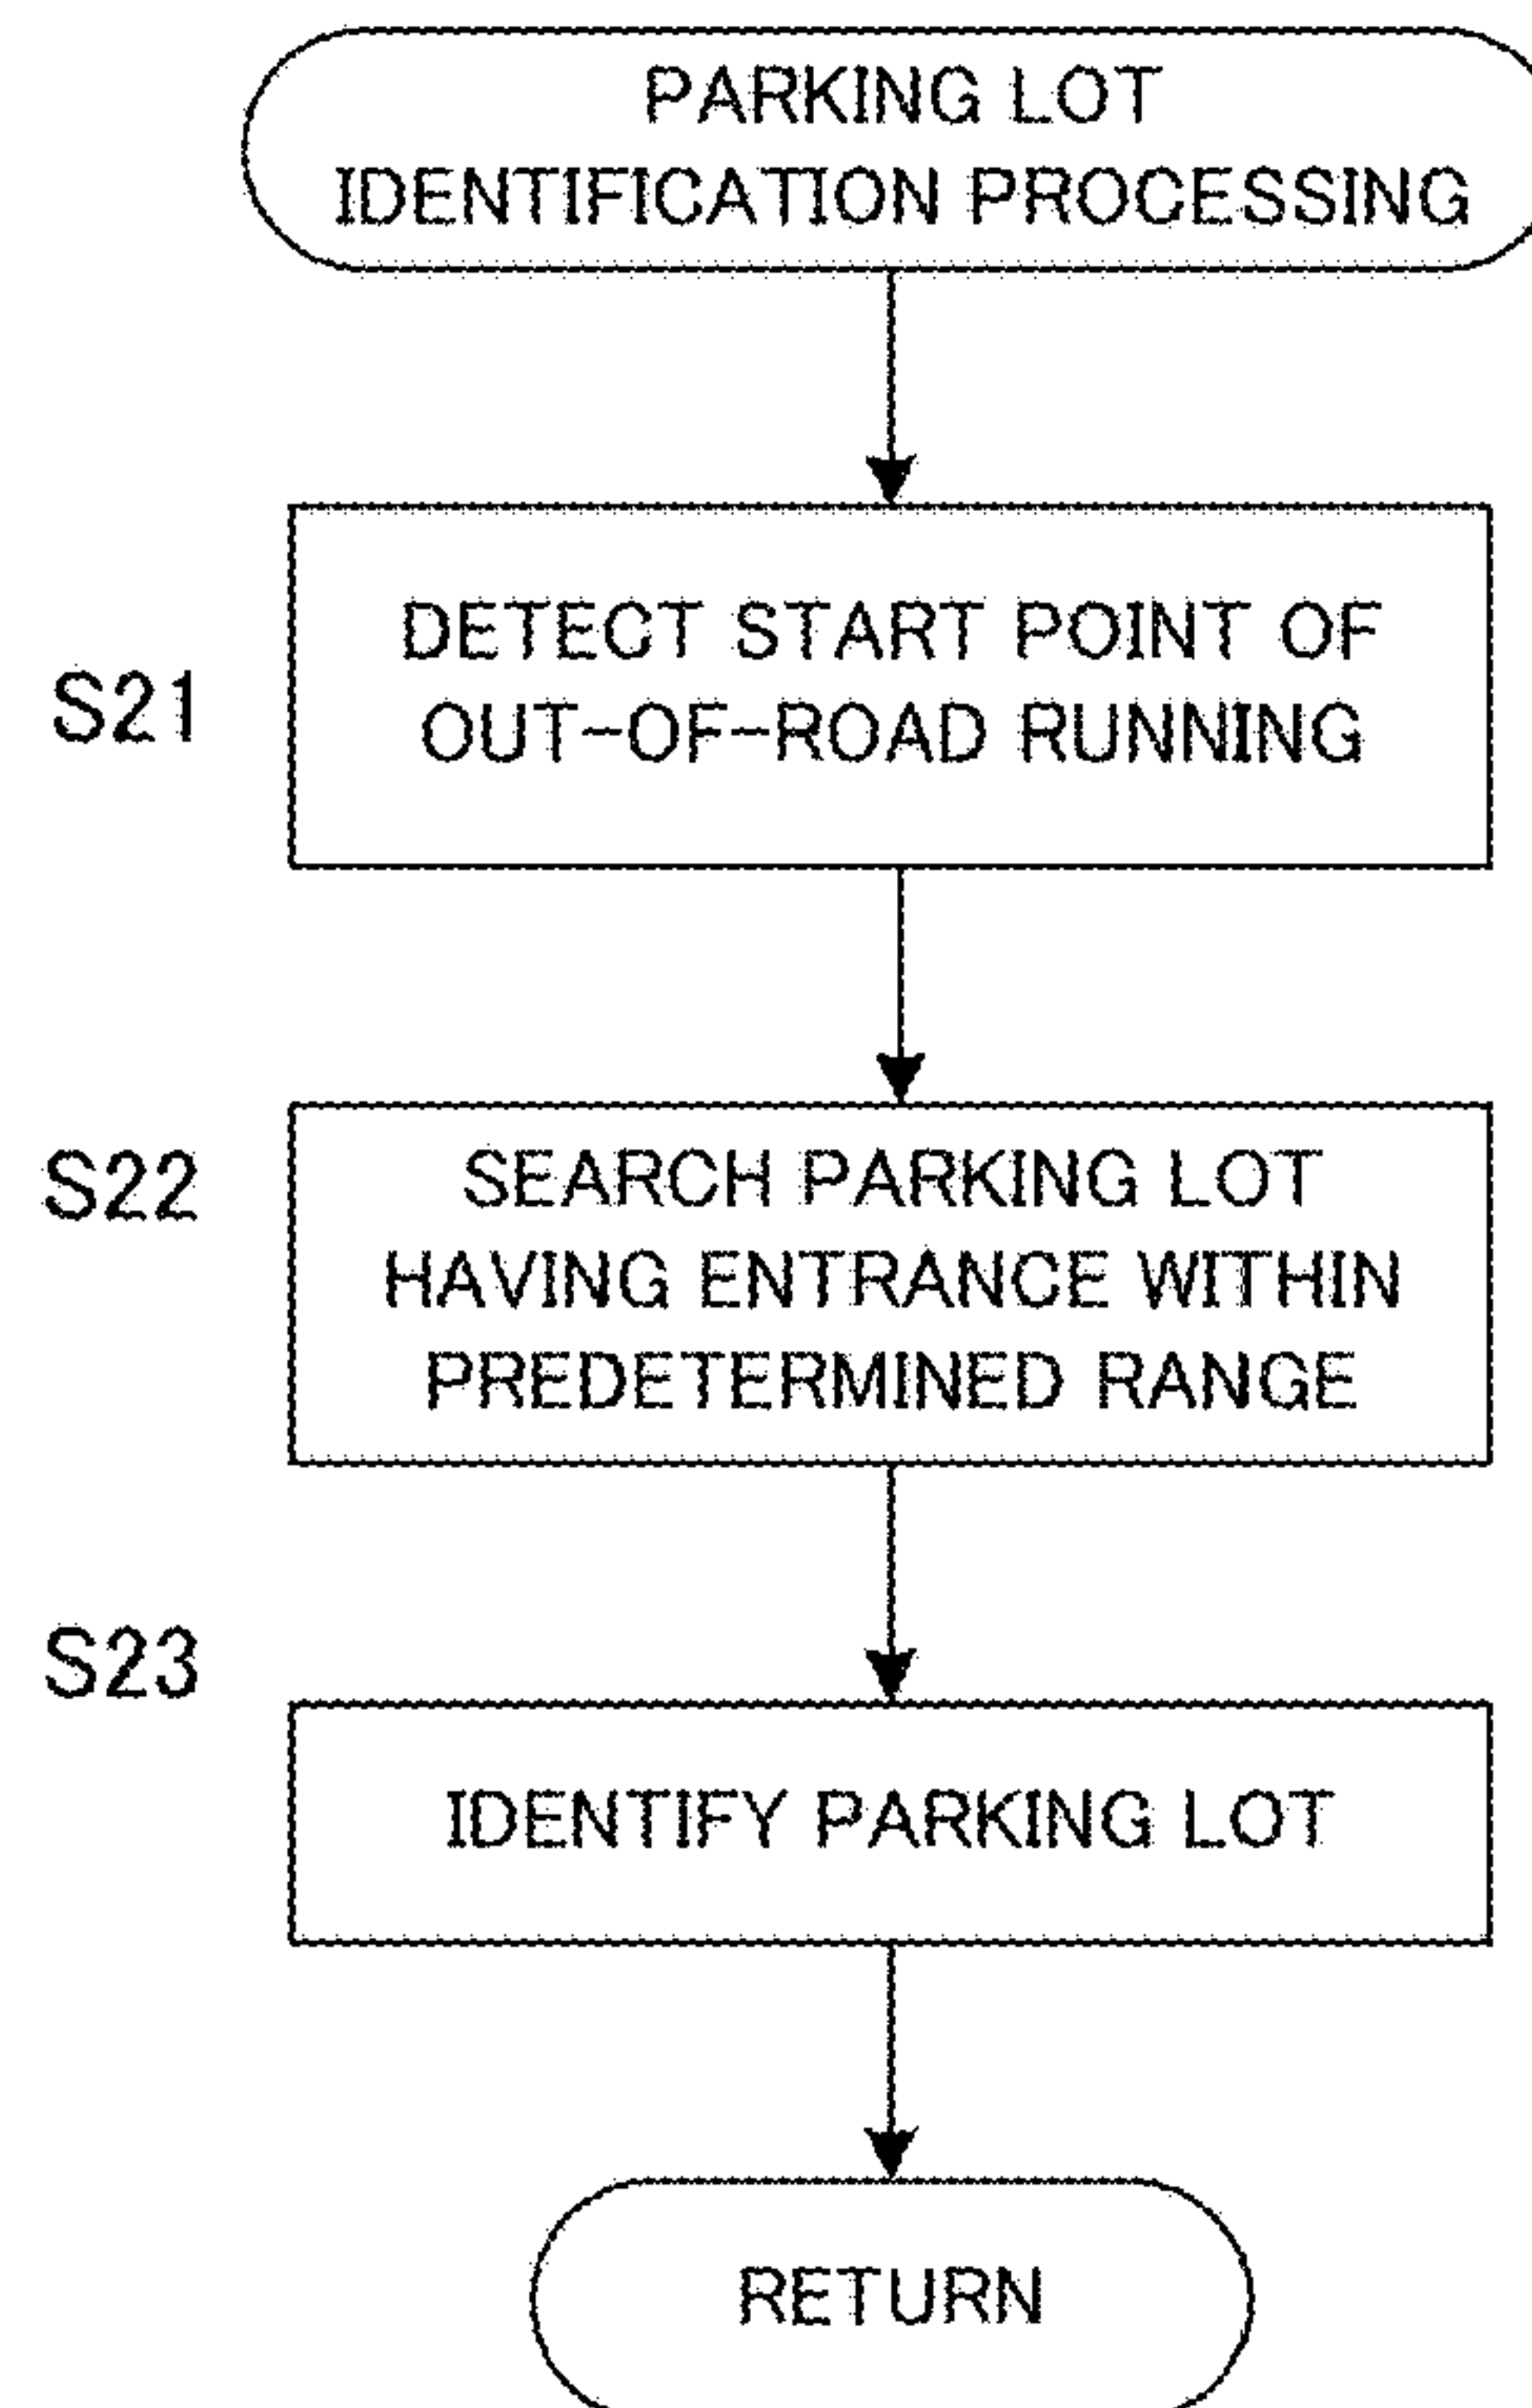 PARKING LOT
IDENTIFICATION PROCESSING
S21
DETECT START POINT OF
OUT-OF-ROAD RUNNING
S22
SEARCH PARKING LOT
HAVING ENTRANCE WITHIN
PREDETERMINED RANGE
S23
IDENTIFY PARKING LOT
RETURN